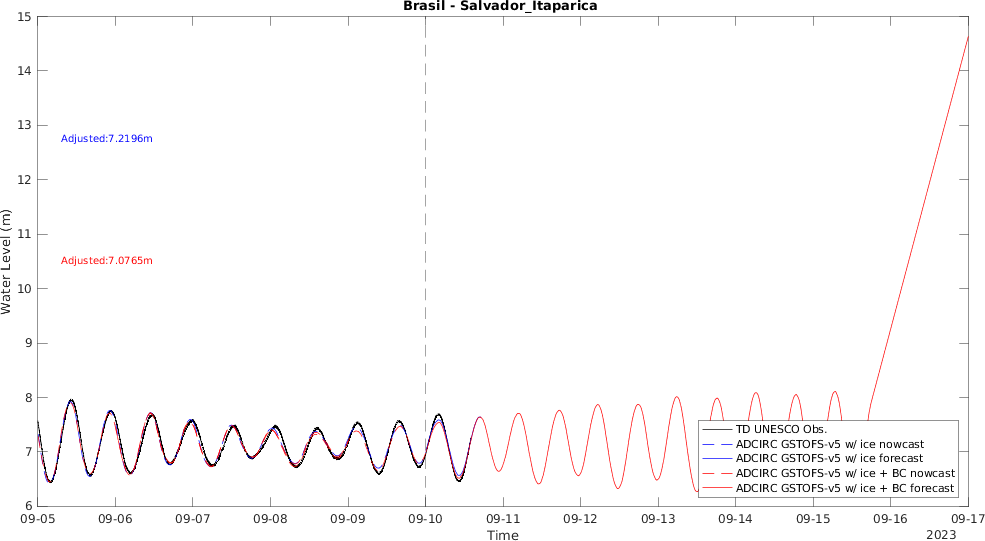 Brasil - Salvador_Itaparica
15
14
13
12
11
10
9
8
7
6
Water Level (m)
Adjusted:7.2196m
Adjusted:7.0765m
TD UNESCO Obs.
ADCIRC GSTOFS-v5 w/ ice nowcast
ADCIRC GSTOFS-v5 w/ ice forecast
ADCIRC GSTOFS-v5 w/ ice + BC nowcast
ADCIRC GSTOFS-v5 w/ ice + BC forecast
09-05 09-06 09-07 09-08 09-09 09-10 09-11 09-12 09-13 09-14 09-15 09-16 09-17
Time
2023